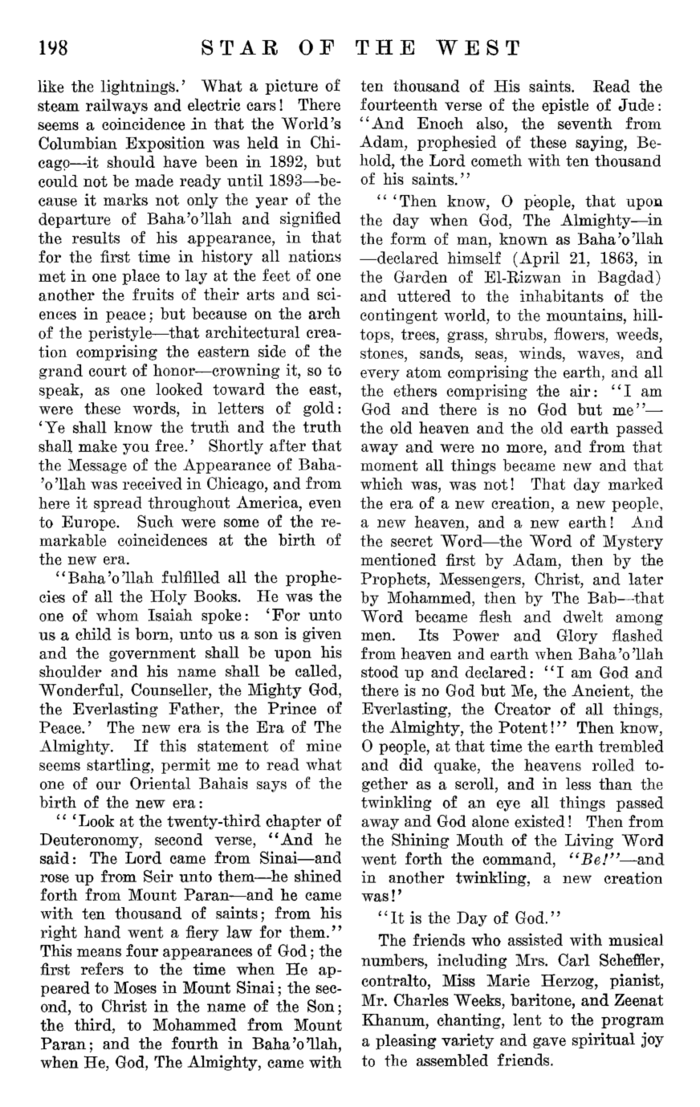 198
STAR OF THE WEST
like the lightnings.' What a picture of
steam railways and electric cars! There
seems a coincidence in that the World's
Columbian Exposition was held in Chi-
cago—it should have been in 1892, but
could not be made ready until 1893—be-
cause it marks not only the year of the
departure of Baha'o'llah and signified
the results of his appearance, in that
for the first time in history all nations
met in one place to lay at the feet of one
another the fruits of their arts and sci-
ences in peace; but because on the arch
of the peristyle—that architectural crea-
tion comprising the eastern side of the
grand court of honor—crowning it, so to
speak, as one looked toward the east,
were these words, in letters of gold:
'Ye shall know the truth and the truth
shall make you free.' Shortly after that
the Message of the Appearance of Baha-
'o'llah was received in Chicago, and from
here it spread throughout America, even
to Europe. Such were some of the re-
markable coincidences at the birth of
the new era.
"Baha'o'llah fulfilled all the prophe-
cies of all the Holy Books. He was the
one of whom Isaiah spoke: 'For unto
us a child is born, unto us a son is given
and the government shall be upon his
shoulder and his name shall be called,
Wonderful, Counseller, the Mighty God,
the Everlasting Father, the Prince of
Peace.' The new era is the Era of The
Almighty. If this statement of mine
seems startling, permit me to read what
one of our Oriental Bahais says of the
birth of the new era:
" 'Look at the twenty-third chapter of
Deuteronomy, second verse, "And he
said: The Lord came from Sinai—and
rose up from Seir unto them—he shined
forth from Mount Paran—and he came
with ten thousand of saints; from his
right hand went a fiery law for them."
This means four appearances of God; the
first refers to the time when He ap-
peared to Moses in Mount Sinai; the sec-
ond, to Christ in the name of the Son;
the third, to Mohammed from Mount
Paran; and the fourth in Baha'o'llah,
when He, God, The Almighty, came with
ten thousand of His saints. Read the
fourteenth verse of the epistle of Jude:
"And Enoch also, the seventh from
Adam, prophesied of these saying, Be-
hold, the Lord cometh with ten thousand
of his saints."
" 'Then know, O people, that upon
the day when God, The Almighty—in
the form of man, known as Baha'o'llah
—declared himself (April 21, 1863, in
the Garden of El-Rizwan in Bagdad)
and uttered to the inhabitants of the
contingent world, to the mountains, hill-
tops, trees, grass, shrubs, flowers, weeds,
stones, sands, seas, winds, waves, and
every atom comprising the earth, and all
the ethers comprising the air: "I am
God and there is no God but me"—
the old heaven and the old earth passed
away and were no more, and from that
moment all things became new and that
which was, was not! That day marked
the era of a new creation, a new people,
a new heaven, and a new earth! And
the secret Word—the Word of Mystery
mentioned first by Adam, then by the
Prophets, Messengers, Christ, and later
by Mohammed, then by The Bab—that
Word became flesh and dwelt among
men. Its Power and Glory flashed
from heaven and earth when Baha'o'llah
stood up and declared: "I am God and
there is no God but Me, the Ancient, the
Everlasting, the Creator of all things,
the Almighty, the Potent!" Then know,
O people, at that time the earth trembled
and did quake, the heavens rolled to-
gether as a scroll, and in less than the
twinkling of an eye all things passed
away and God alone existed! Then from
the Shining Mouth of the Living Word
went forth the command, "Be!"—and
in another twinkling, a new creation
was!'
"It is the Day of God."
The friends who assisted with musical
numbers, including Mrs. Carl Scheffler,
contralto, Miss Marie Herzog, pianist,
Mr. Charles Weeks, baritone, and Zeenat
Khanum, chanting, lent to the program
a pleasing variety and gave spiritual joy
to the assembled friends.